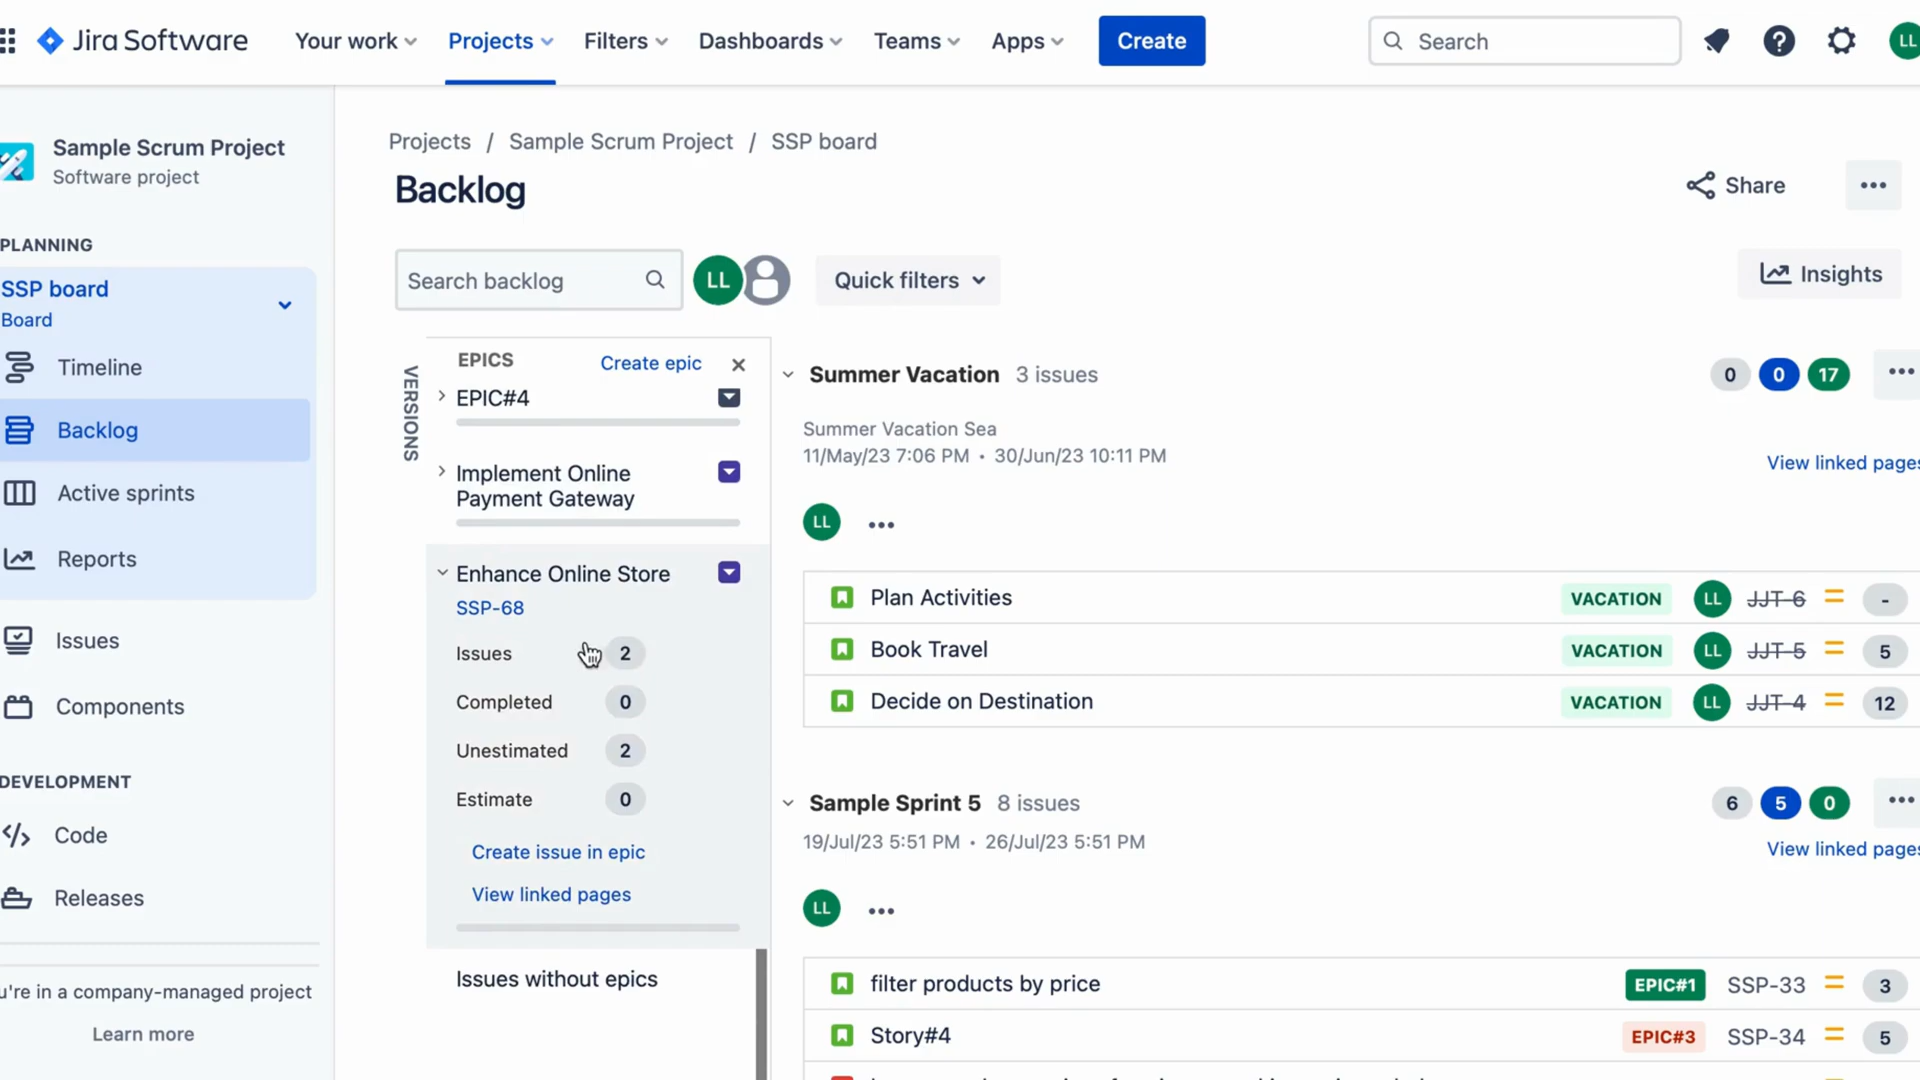 Jira Software
Your work
Projects
Filters
Dashboards
Teams
Apps
Create
Search
LL
Sample Scrum Project
Software project
PLANNING
SSP board
Board
Timeline
Backlog
Active sprints
Reports
Issues
Components
DEVELOPMENT
Code
Releases
u're in a company-managed project
Learn more
Projects / Sample Scrum Project / SSP board
Backlog
Share
Search backlog
LL
Quick filters
Insights
VERSIONS
EPICS
Create epic
EPIC#4
Implement Online
Payment Gateway
Enhance Online Store
SSP-68
Issues 2
Completed 0
Unestimated 2
Estimate 0
Create issue in epic
View linked pages
Issues without epics
Summer Vacation 3 issues
0 0 17
Summer Vacation Sea
11/May/23 7:06 PM • 30/Jun/23 10:11 PM
View linked pages
LL
Plan Activities VACATION LL JJT-6 -
Book Travel VACATION LL JJT-5 5
Decide on Destination VACATION LL JJT-4 12
Sample Sprint 5 8 issues
6 5 0
19/Jul/23 5:51 PM • 26/Jul/23 5:51 PM
View linked pages
LL
filter products by price EPIC#1 SSP-33 3
Story#4 EPIC#3 SSP-34 5